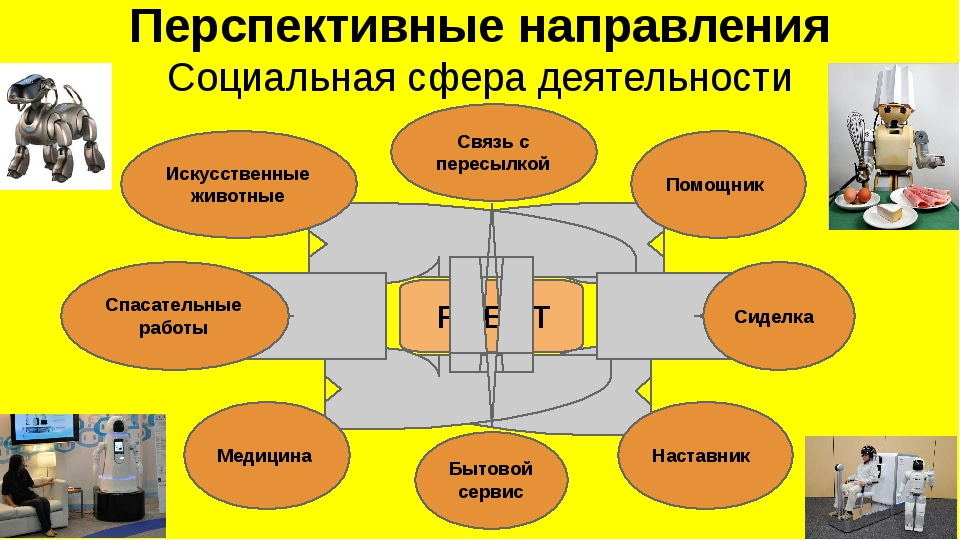 Перспективные направления
Социальная сфера деятельности
Связь с
пересылкой
Искусственные
животные
Помощник
Спасательные
работы
Сиделка
Медицина
Бытовой
сервис
Наставник